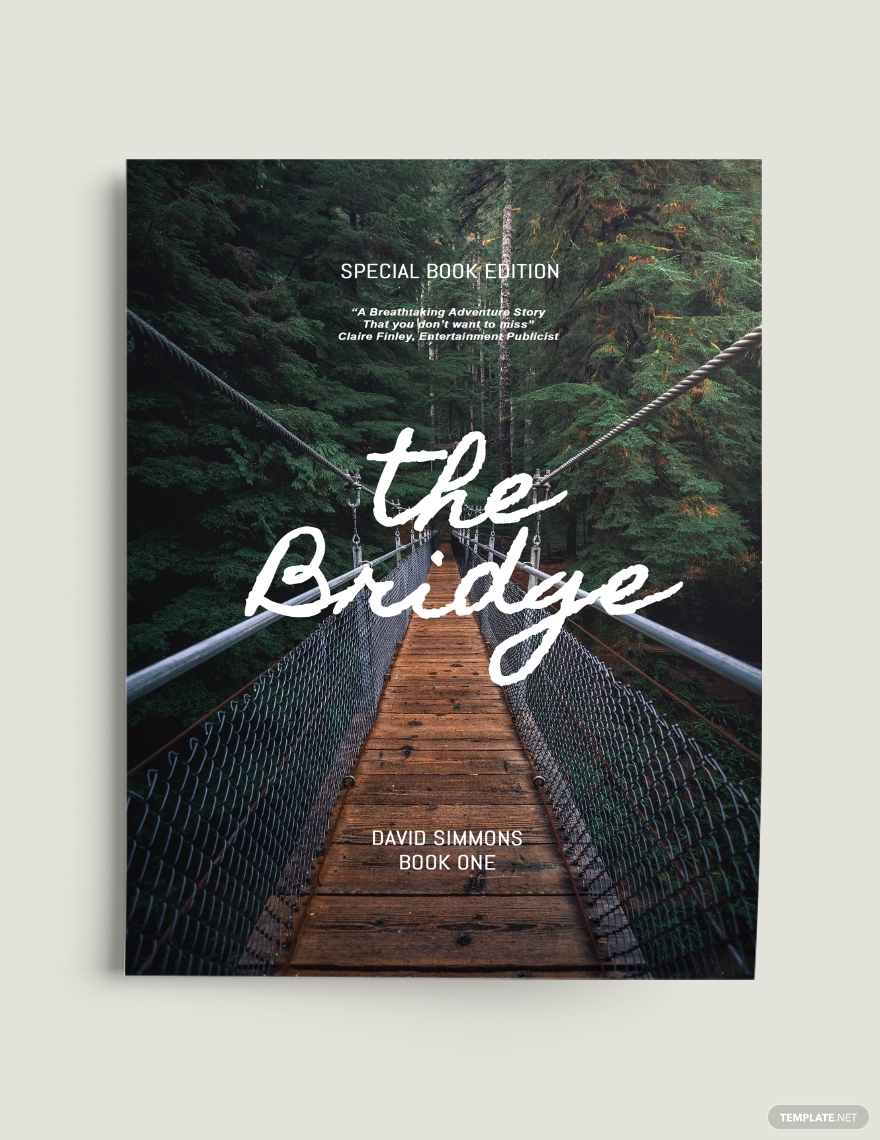 SPECIAL BOOK EDITION
“A Breathtaking Adventure Story
That you don’t want to miss”
Claire Finley, Entertainment Publicist
the
Bridge
DAVID SIMMONS
BOOK ONE
TEMPLATE.NET